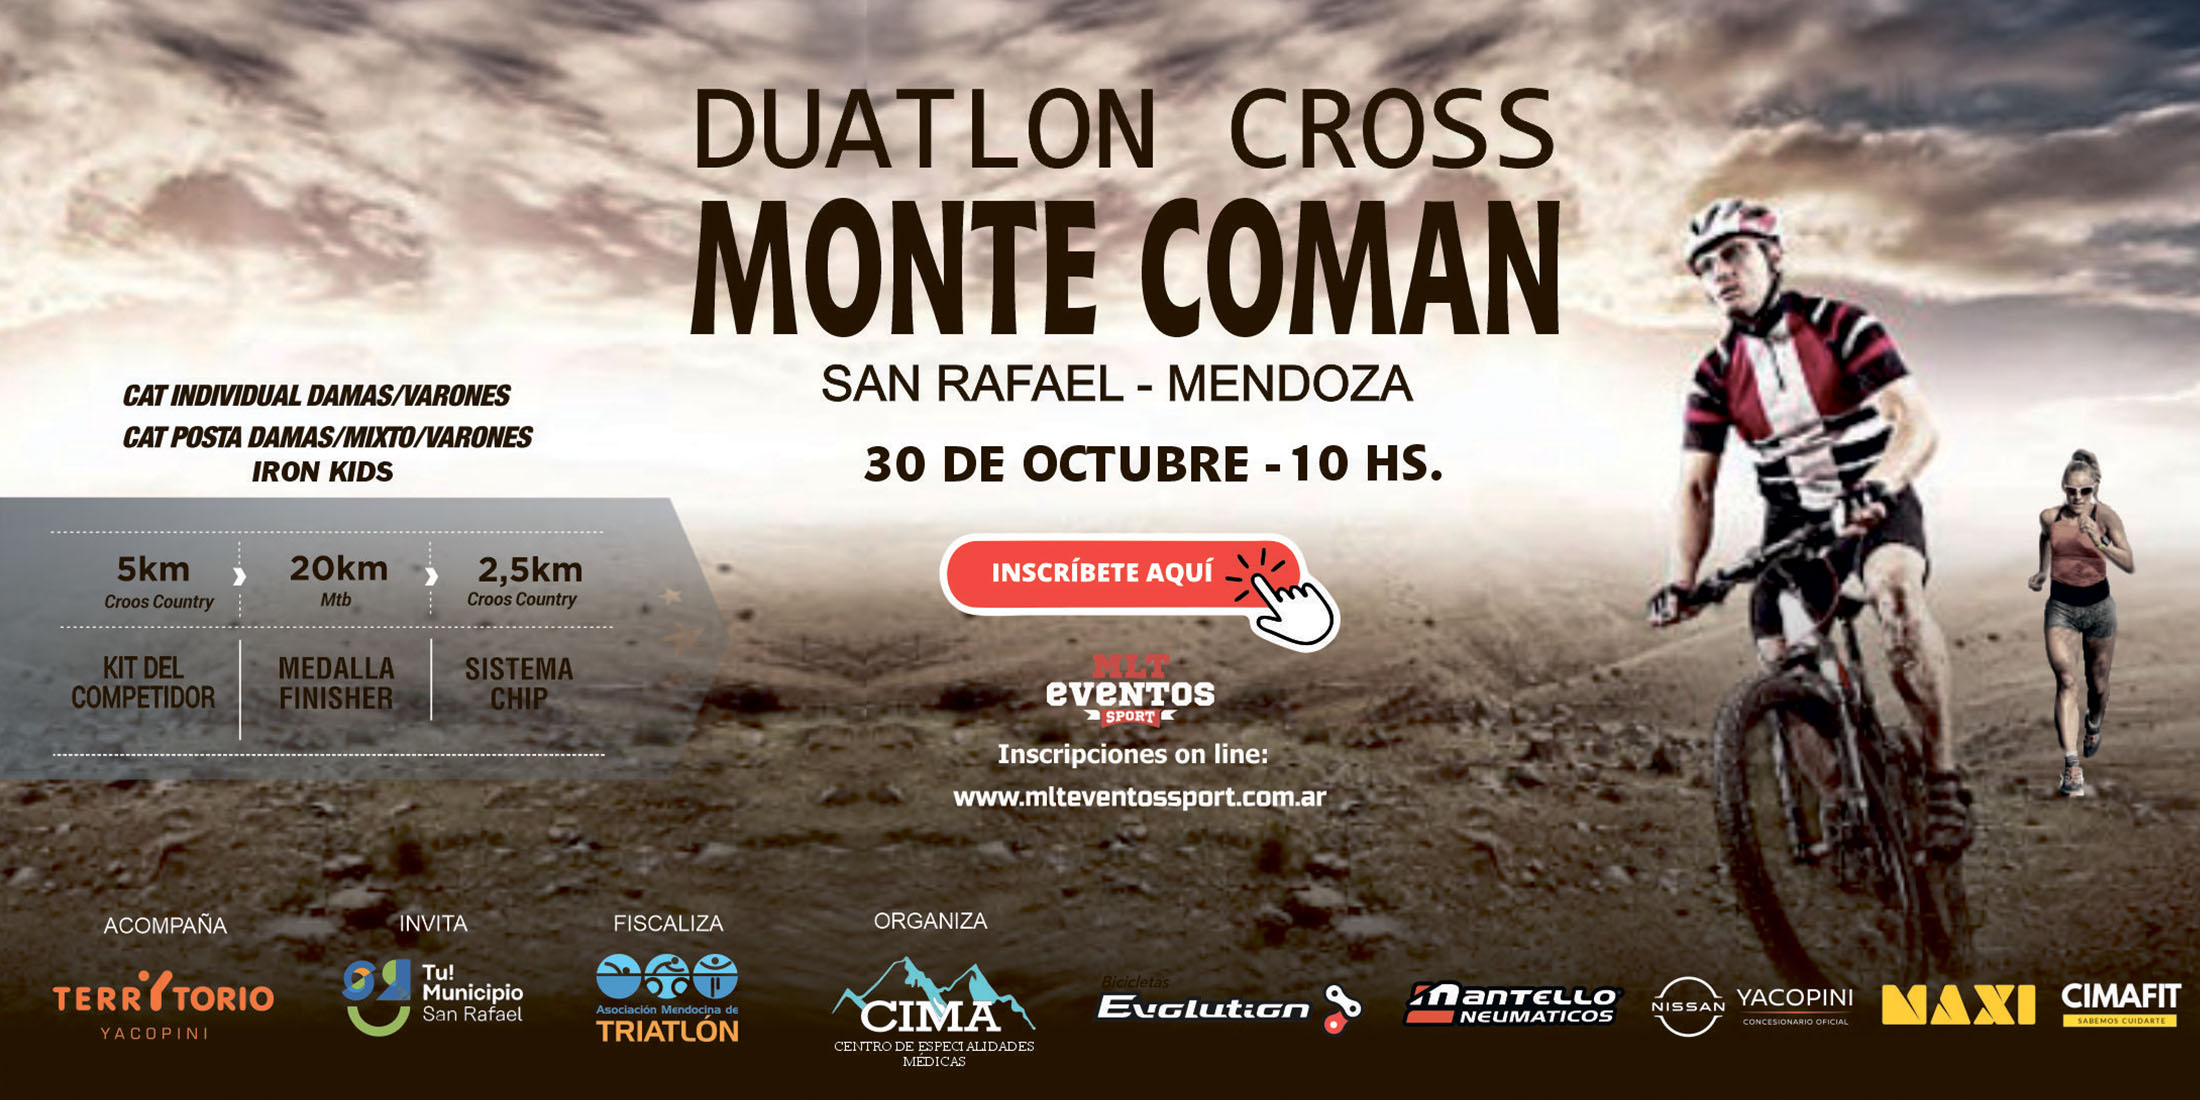 DUATLON CROSS
MONTE COMAN
SAN RAFAEL - MENDOZA
30 DE OCTUBRE - 10 HS.
CAT INDIVIDUAL DAMAS/VARONES
CAT POSTA DAMAS/MIXTO/VARONES
IRON KIDS
5km
Croos Country
20km
Mtb
2,5km
Croos Country
KIT DEL
COMPETIDOR
MEDALLA
FINISHER
SISTEMA
CHIP
INSCRÍBETE AQUÍ
MLT
eventos
SPORT
Inscripciones on line:
www.mlteventossport.com.ar
ACOMPAÑA
TERRYTORIO
YACOPINI
INVITA
Tu!
Municipio
San Rafael
FISCALIZA
Asociación Mendocina de
TRIATLÓN
ORGANIZA
CIMA
CENTRO DE ESPECIALIDADES
MÉDICAS
Bicicletas
Evolution
MANTELLO
NEUMATICOS
NISSAN
YACOPINI
CONCESIONARIO OFICIAL
MAXI
CIMAFIT
SABEMOS CUIDARTE